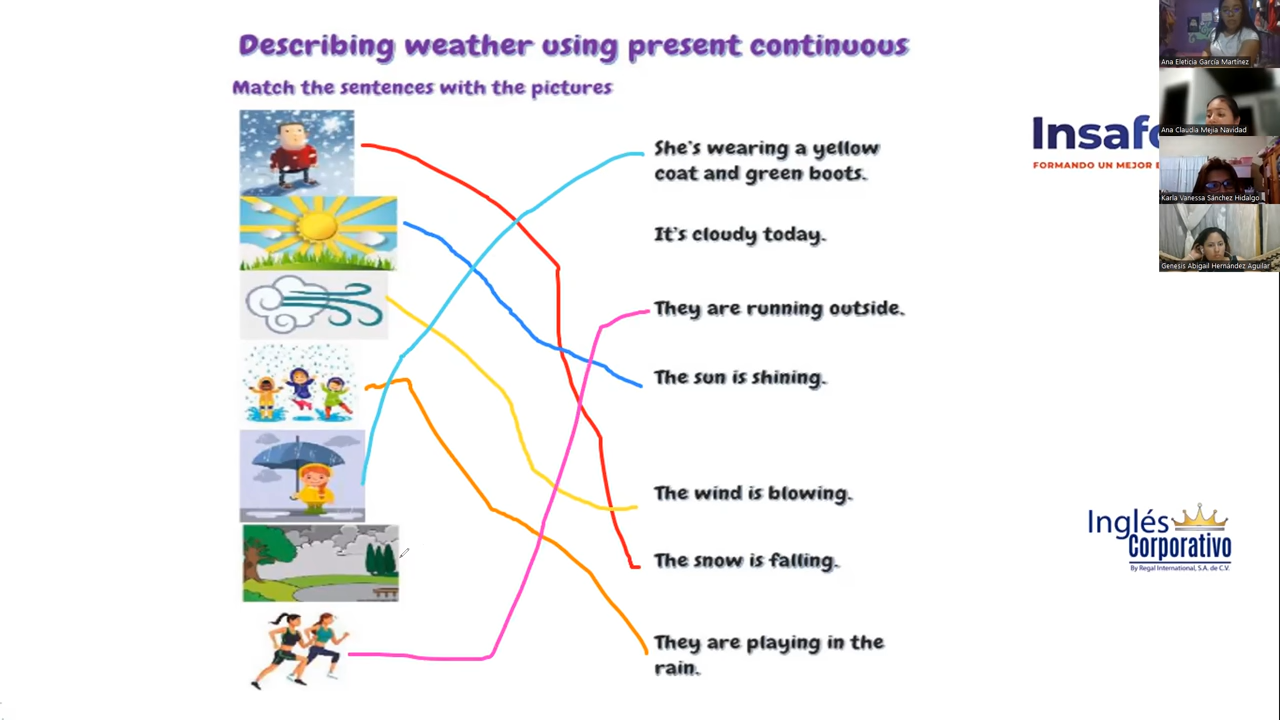 Describing weather using present continuous
Match the sentences with the pictures
She's wearing a yellow
coat and green boots.
It's cloudy today.
They are running outside.
The sun is shining.
The wind is blowing.
The snow is falling.
They are playing in the
rain.
Insafo
FORMANDO UN MEJOR E
Inglés
Corporativo
By Regal International, S.A. de C.V.
Ana Eleticia García Martínez
Ana Claudia Mejia Navidad
Karla Vanessa Sánchez Hidalgo
Genesis Abigail Hernández Aguilar